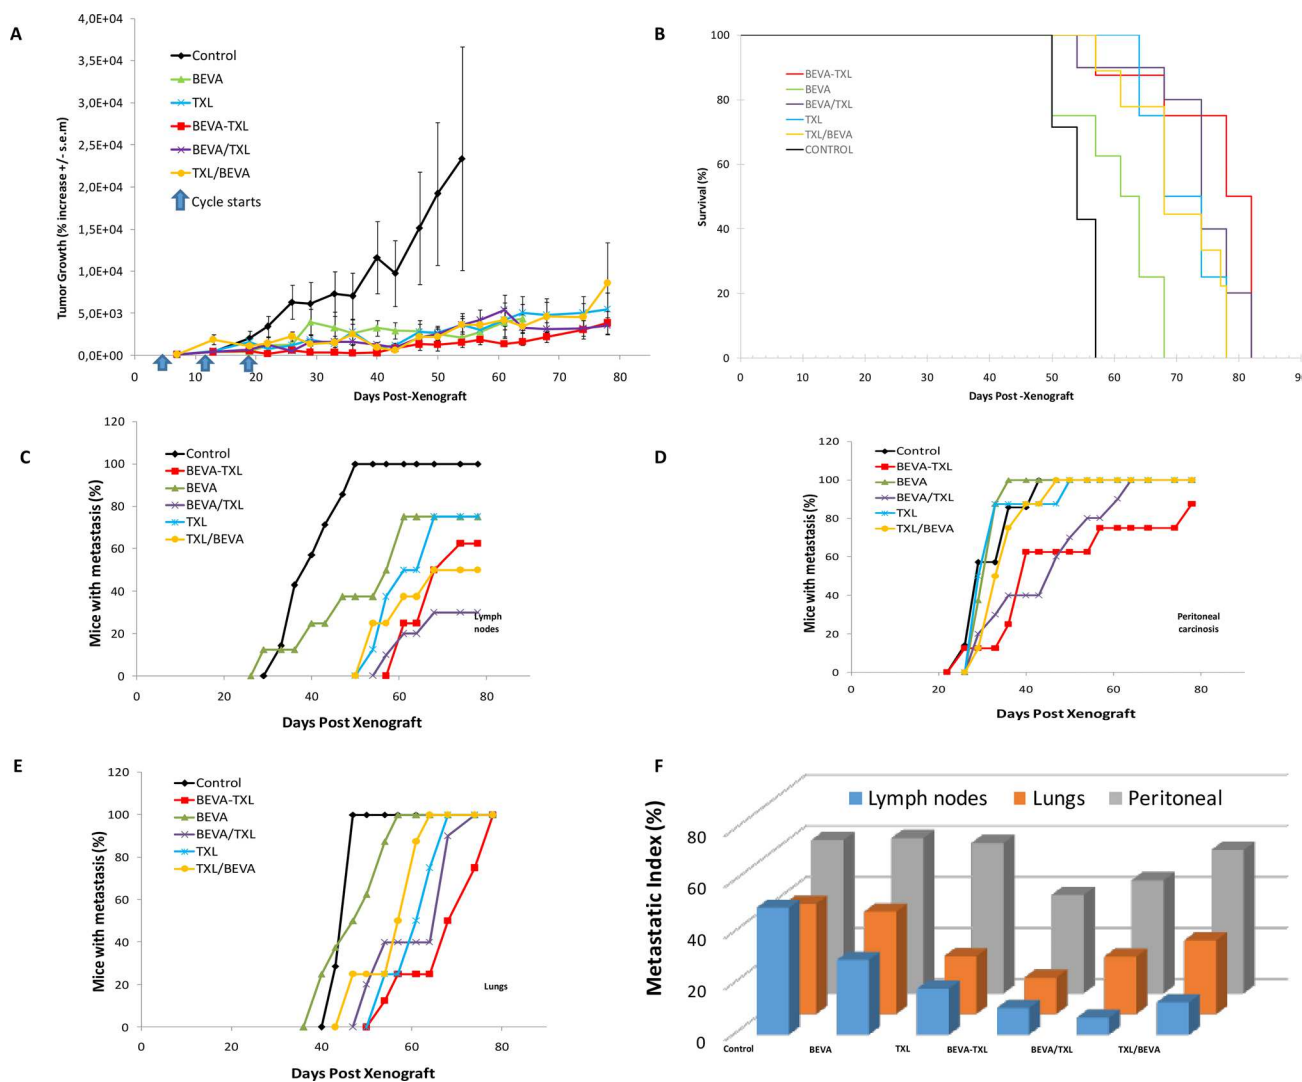 A
4,0E+04
3,5E+04
3,0E+04
2,5E+04
2,0E+04
1,5E+04
1,0E+04
5,0E+03
0,0E+00
Tumor Growth (% increase +/- s.e.m)
Control
BEVA
TXL
BEVA-TXL
BEVA/TXL
TXL/BEVA
Cycle starts
0 10 20 30 40 50 60 70 80
Days Post-Xenograft
B
100
80
60
40
20
0
Survival (%)
BEVA-TXL
BEVA
BEVA/TXL
TXL
TXL/BEVA
CONTROL
0 10 20 30 40 50 60 70 80 90
Days Post -Xenograft
C
120
100
80
60
40
20
0
Mice with metastasis (%)
Control
BEVA-TXL
BEVA
BEVA/TXL
TXL
TXL/BEVA
Lymph
nodes
0 20 40 60 80
Days Post Xenograft
D
120
100
80
60
40
20
0
Mice with metastasis (%)
Control
BEVA-TXL
BEVA
BEVA/TXL
TXL
TXL/BEVA
Peritoneal
carcinosis
0 20 40 60 80
Days Post Xenograft
E
120
100
80
60
40
20
0
Mice with metastasis (%)
Control
BEVA-TXL
BEVA
BEVA/TXL
TXL
TXL/BEVA
Lungs
0 20 40 60 80
Days Post Xenograft
F
Lymph nodes Lungs Peritoneal
80
60
40
20
0
Metastatic Index (%)
Control BEVA TXL BEVA-TXL BEVA/TXL TXL/BEVA